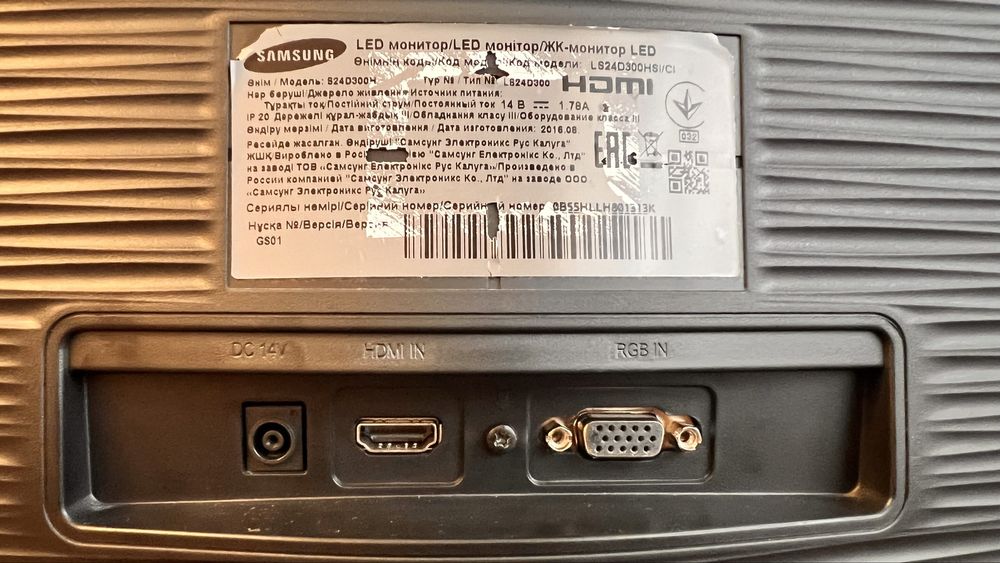 SAMSUNG
LED монитор/LED монітор/ЖК-монитор LED
Өнімнің коды/Код моделі/Код модели: LS24D300HSI/CI
Өнім / Модель: S24D300H Typ № / Тип №: LS24D300
HDMI
Нәр беруші/Джерело живлення/Источник питания:
Тұрақты ток/Постійний струм/Постоянный ток 14 В 1.78A
IP 20. Дәрежелі құрал-жабдық III/Обладнання класу III/Оборудование класса III
Өндіру мерзімі / Дата виготовлення / Дата изготовления: 2016.08
032
EAC
Ресейде жасалған. Өндіруші "Самсунг Электроникс Рус Калуга"
ЖШҚ/Вироблено в "Самсунг Електронікс Ко., Лтд"
на заводі ТОВ «Самсунг Електронікс Рус Калуга»/Произведено в
России компанией "Самсунг Электроникс Ко., Лтд" на заводе ООО
«Самсунг Электроникс Рус Калуга»
Сериялы нөмірі/Серійний номер/Серийный номер
Нұсқа №/Версія/Версия
GS01
DC 14V
HDMI IN
RGB IN